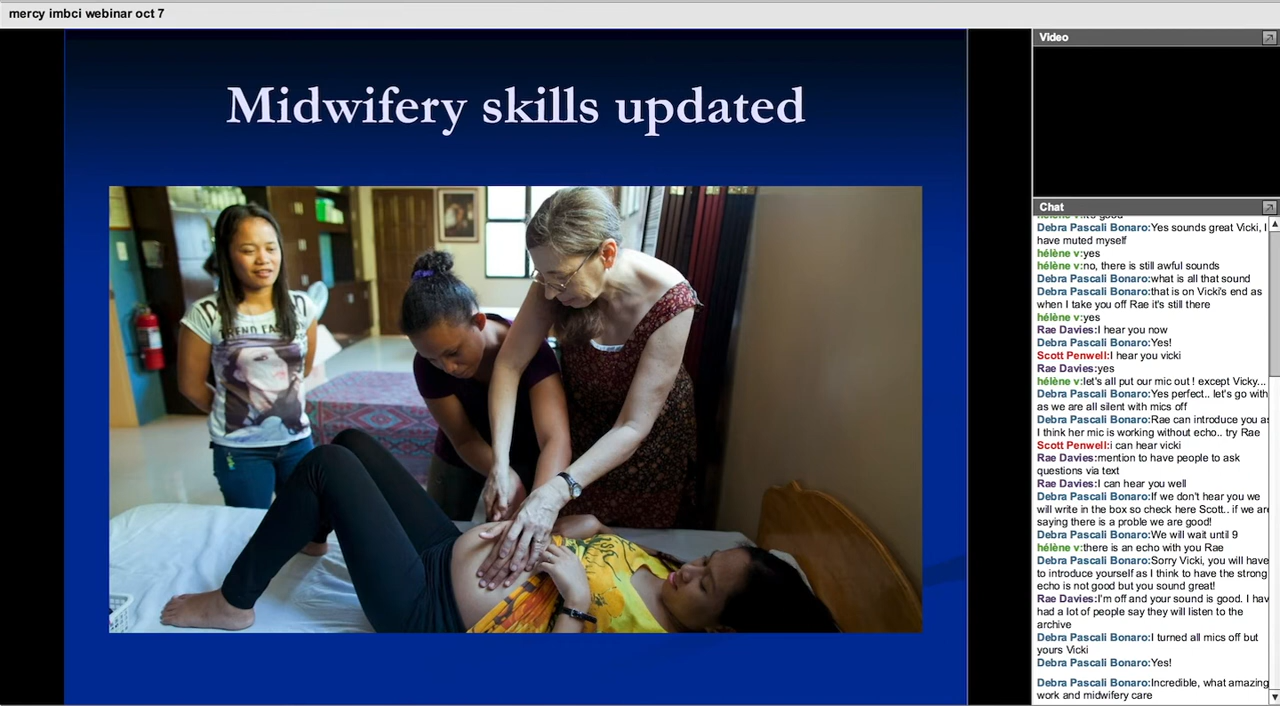 mercy imbci webinar oct 7
Midwifery skills updated
TREND FASH
Video
Chat
hélène v:it's good
Debra Pascali Bonaro:Yes sounds great Vicki, I
have muted myself
hélène v:yes
hélène v:no, there is still awful sounds
Debra Pascali Bonaro:what is all that sound
Debra Pascali Bonaro:that is on Vicki's end as
when I take you off Rae it's still there
hélène v:yes
Rae Davies:I hear you now
Debra Pascali Bonaro:Yes!
Scott Penwell:I hear you vicki
Rae Davies:yes
hélène v:let's all put our mic out ! except Vicky...
Debra Pascali Bonaro:Yes perfect.. let's go with
as we are all silent with mics off
Debra Pascali Bonaro:Rae can introduce you as
I think her mic is working without echo.. try Rae
Scott Penwell:i can hear vicki
Rae Davies:mention to have people to ask
questions via text
Rae Davies:I can hear you well
Debra Pascali Bonaro:If we don't hear you we
will write in the box so check here Scott.. if we are
saying there is a proble we are good!
Debra Pascali Bonaro:We will wait until 9
hélène v:there is an echo with you Rae
Debra Pascali Bonaro:Sorry Vicki, you will have
to introduce yourself as I think to have the strong
echo is not good but you sound great!
Rae Davies:I'm off and your sound is good. I hav
had a lot of people say they will listen to the
archive
Debra Pascali Bonaro:I turned all mics off but
yours Vicki
Debra Pascali Bonaro:Yes!
Debra Pascali Bonaro:Incredible, what amazing
work and midwifery care